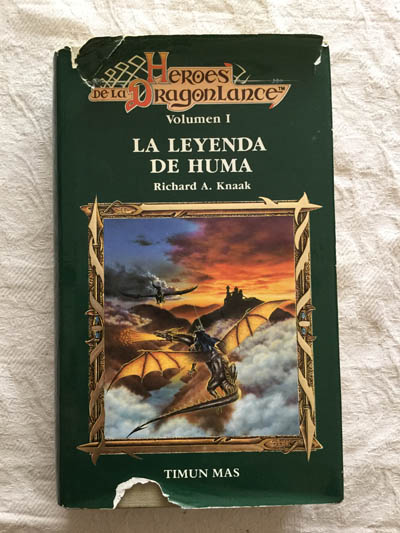 Heroes
de la DragonLance™
Volumen I
LA LEYENDA
DE HUMA
Richard A. Knaak
TIMUN MAS